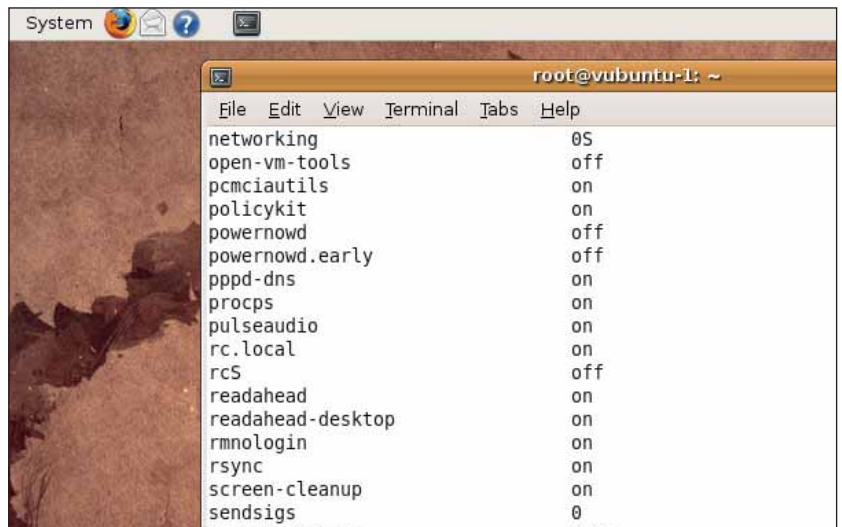 System
root@vubuntu-1: ~
File Edit View Terminal Tabs Help
networking 0S
open-vm-tools off
pcmciautils on
policykit on
powernowd off
powernowd.early off
pppd-dns on
procps on
pulseaudio on
rc.local on
rcS off
readahead on
readahead-desktop on
rmnologin on
rsync on
screen-cleanup on
sendsigs 0